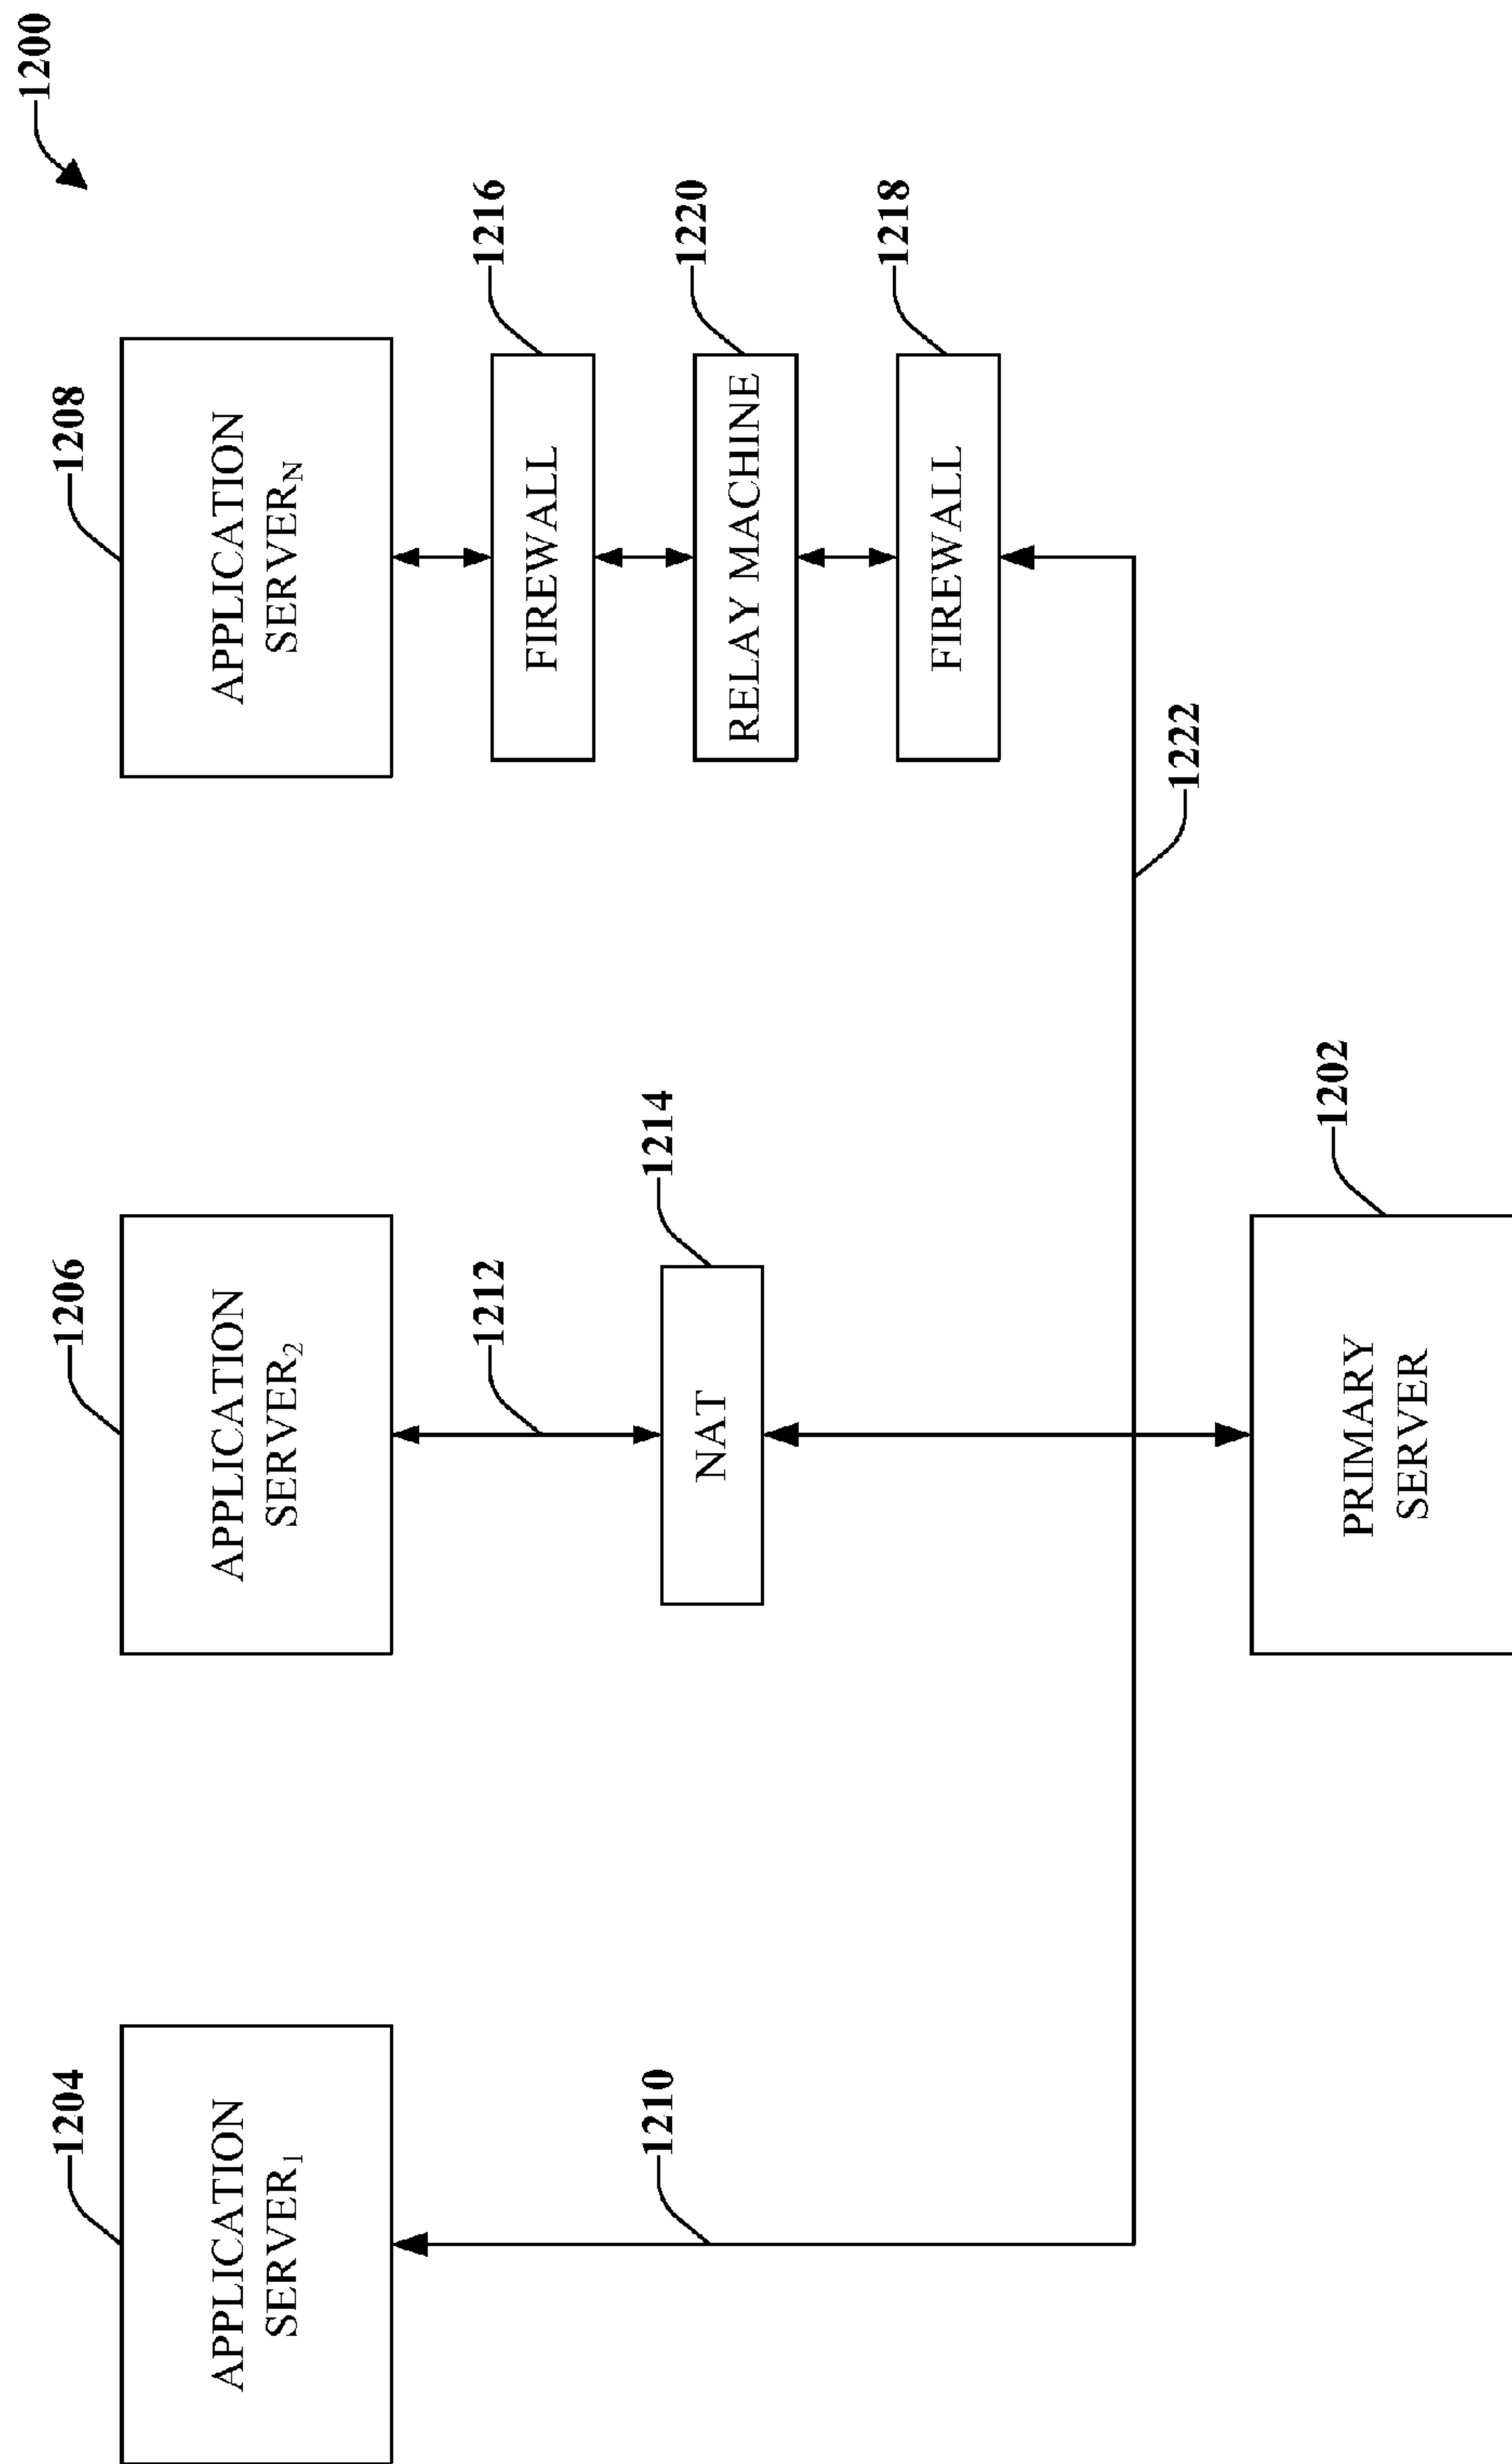 1200
1204
APPLICATION
SERVER1
1206
APPLICATION
SERVER2
1208
APPLICATION
SERVERN
1212
1216
FIREWALL
1210
1214
NAT
1220
RELAY MACHINE
1218
FIREWALL
1222
1202
PRIMARY
SERVER